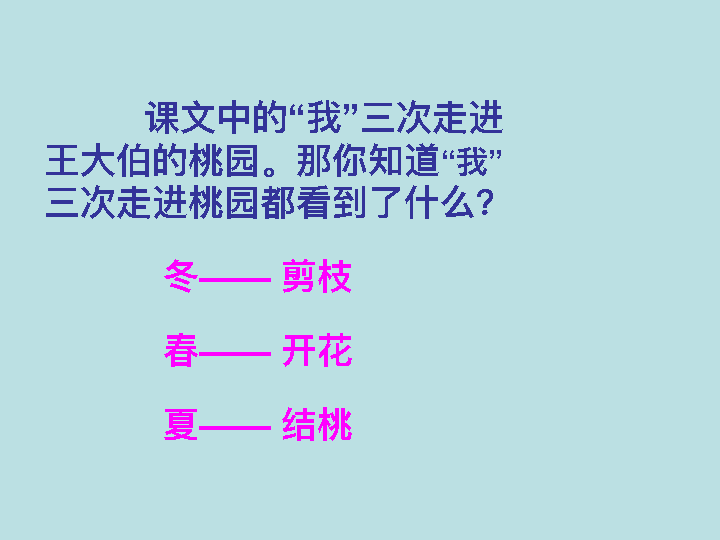 课文中的“我”三次走进
王大伯的桃园。那你知道“我”
三次走进桃园都看到了什么？
冬—— 剪枝
春—— 开花
夏—— 结桃